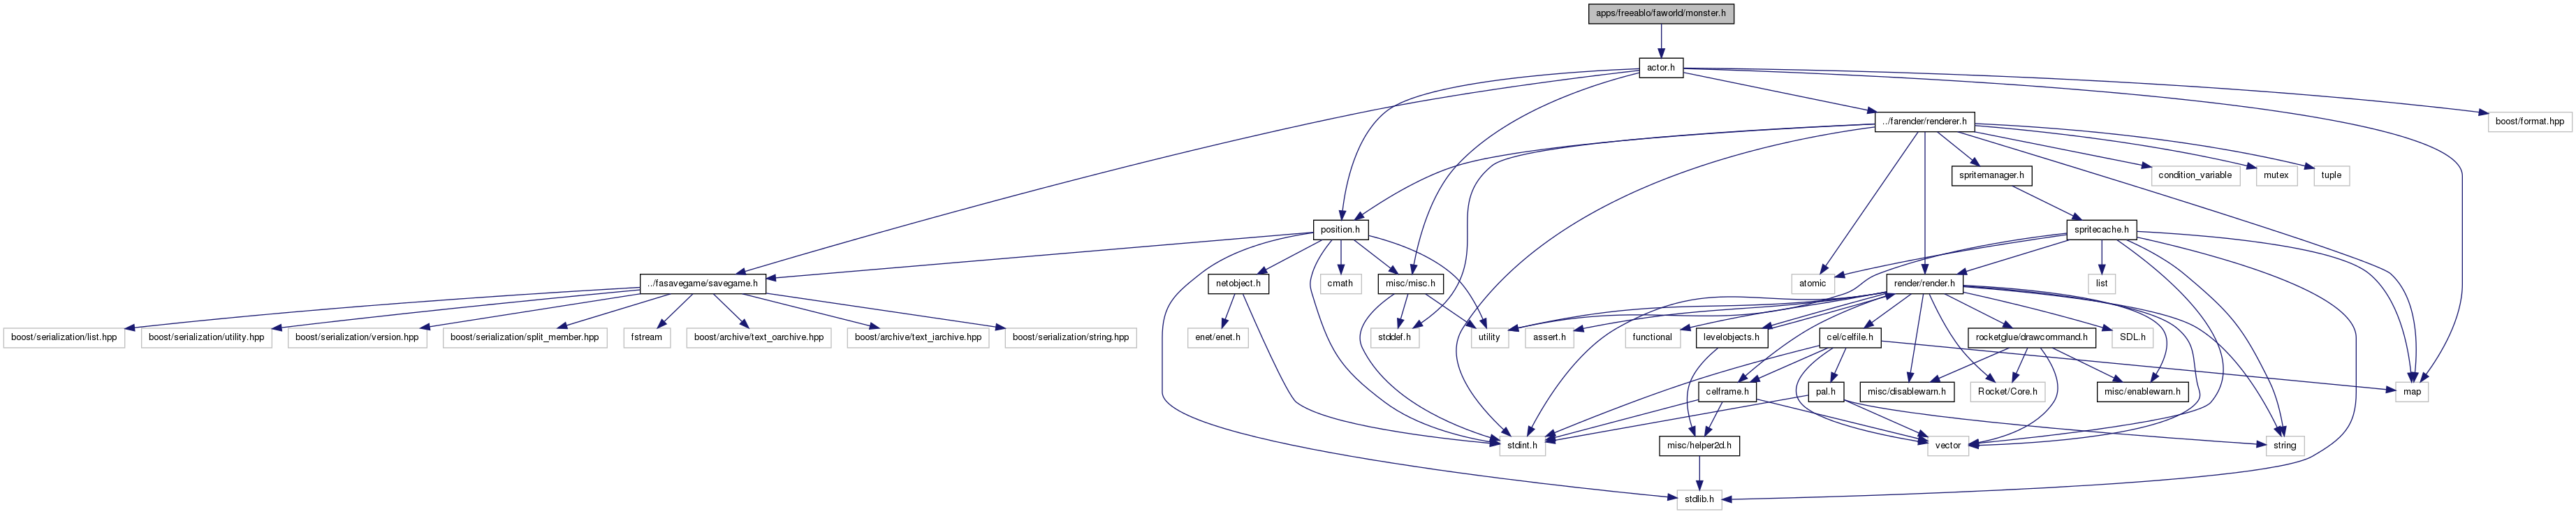 apps/freeablo/faworld/monster.h
actor.h
../farender/renderer.h
boost/format.hpp
spritemanager.h
condition_variable
mutex
tuple
position.h
spritecache.h
../fasavegame/savegame.h
netobject.h
cmath
misc/misc.h
atomic
render/render.h
list
boost/serialization/list.hpp
boost/serialization/utility.hpp
boost/serialization/version.hpp
boost/serialization/split_member.hpp
fstream
boost/archive/text_oarchive.hpp
boost/archive/text_iarchive.hpp
boost/serialization/string.hpp
enet/enet.h
stddef.h
utility
assert.h
functional
levelobjects.h
cel/celfile.h
rocketglue/drawcommand.h
SDL.h
celframe.h
pal.h
misc/disablewarn.h
Rocket/Core.h
misc/enablewarn.h
map
stdint.h
misc/helper2d.h
vector
string
stdlib.h